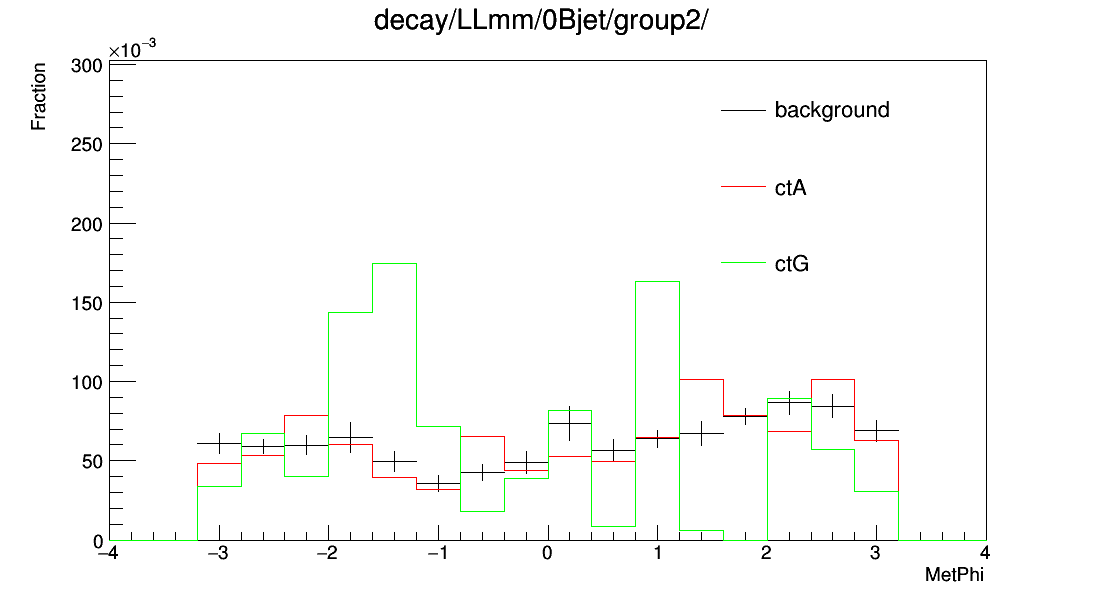 decay/LLmm/0Bjet/group2/
×10⁻³
Fraction
300
250
200
150
100
50
0
background
ctA
ctG
−4 −3 −2 −1 0 1 2 3 4
MetPhi